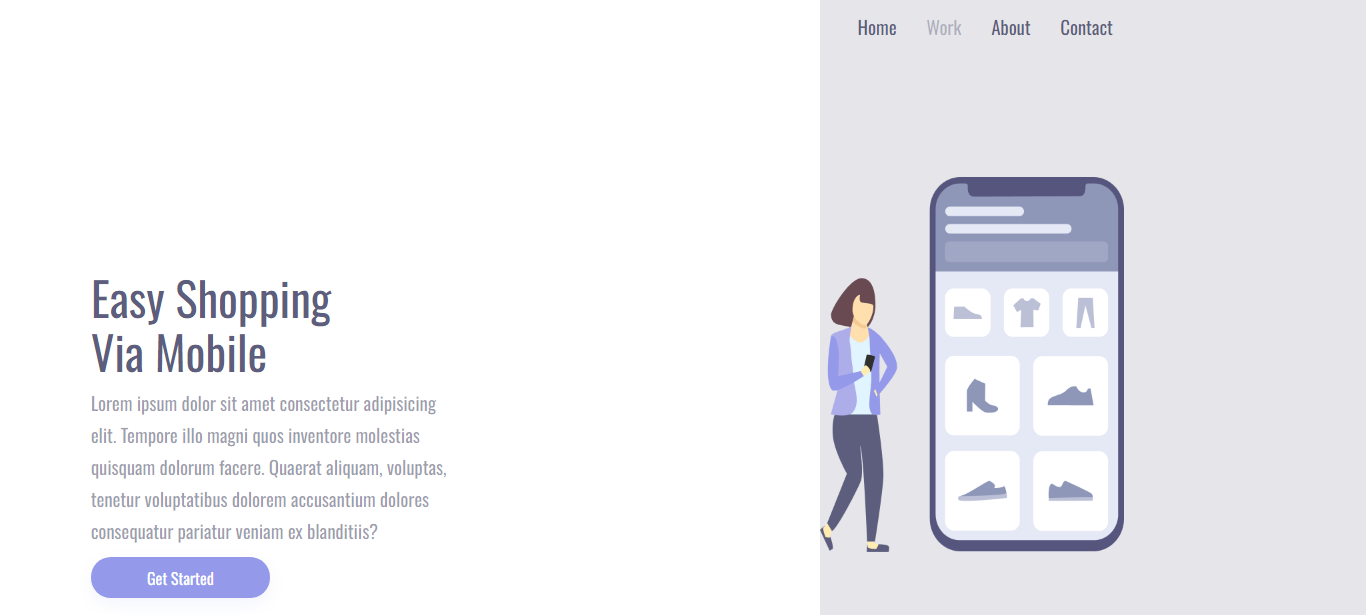 Home Work About Contact
Easy Shopping
Via Mobile
Lorem ipsum dolor sit amet consectetur adipisicing
elit. Tempore illo magni quos inventore molestias
quisquam dolorum facere. Quaerat aliquam, voluptas,
tenetur voluptatibus dolorem accusantium dolores
consequatur pariatur veniam ex blanditiis?
Get Started